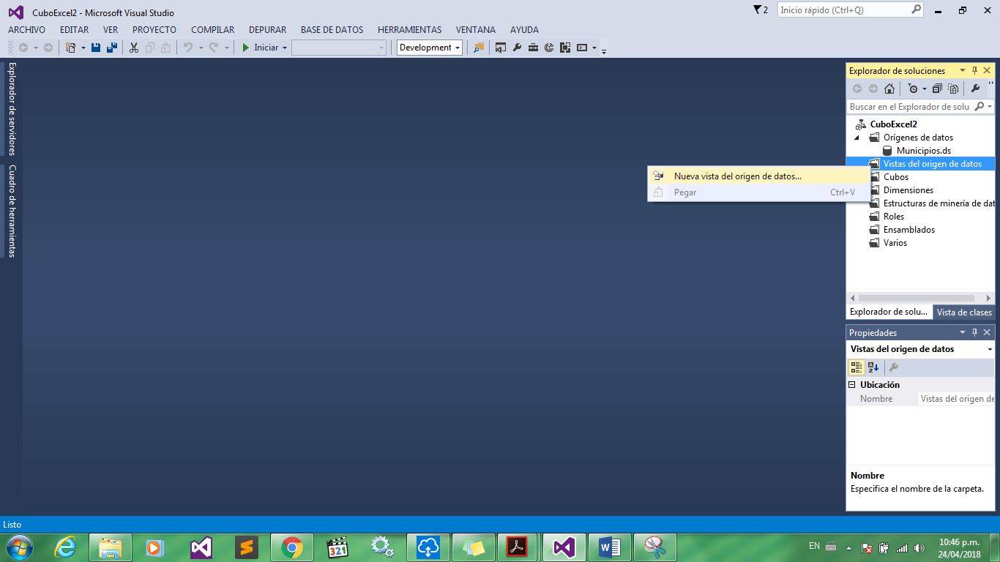 CuboExcel2 - Microsoft Visual Studio
2
Inicio rápido (Ctrl+Q)
ARCHIVO EDITAR VER PROYECTO COMPILAR DEPURAR BASE DE DATOS HERRAMIENTAS VENTANA AYUDA
Iniciar
Development
Explorador de servidores
Cuadro de herramientas
Explorador de soluciones
Buscar en el Explorador de solu
CuboExcel2
Orígenes de datos
Municipios.ds
Vistas del origen de datos
Nueva vista del origen de datos...
Pegar Ctrl+V
Cubos
Dimensiones
Estructuras de minería de dat
Roles
Ensamblados
Varios
Explorador de solu... Vista de clases
Propiedades
Vistas del origen de datos
Ubicación
Nombre Vistas del origen de
Nombre
Especifica el nombre de la carpeta.
Listo
321
EN
10:46 p.m.
24/04/2018